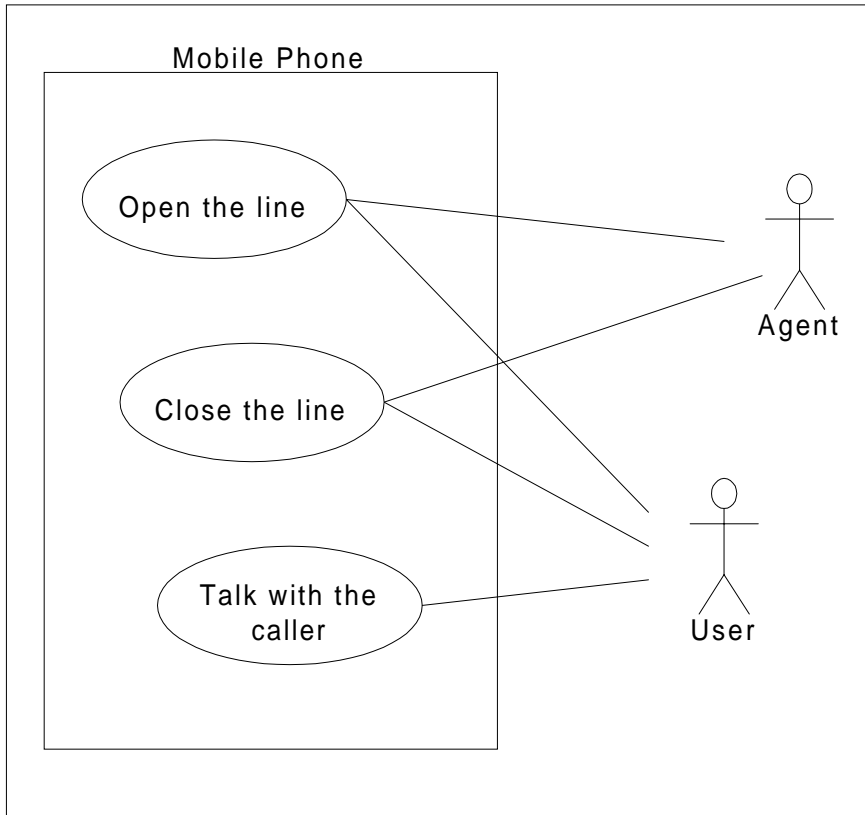 Mobile Phone
Open the line
Agent
Close the line
Talk with the
caller
User